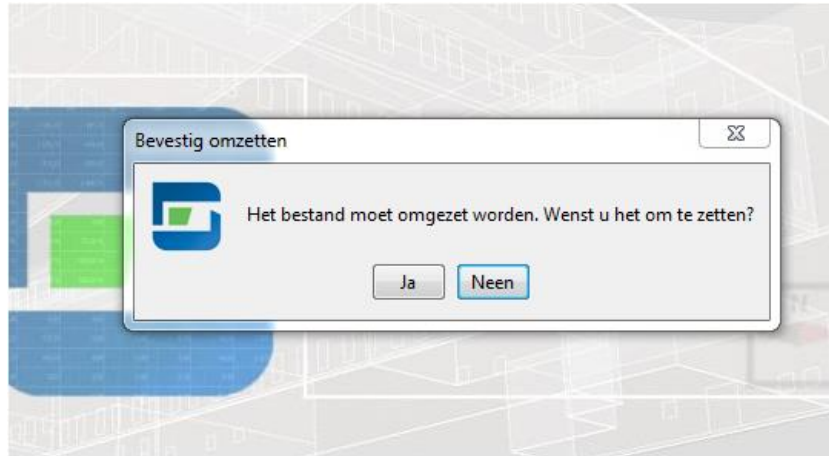 Bevestig omzetten
Het bestand moet omgezet worden. Wenst u het om te zetten?
Ja
Neen